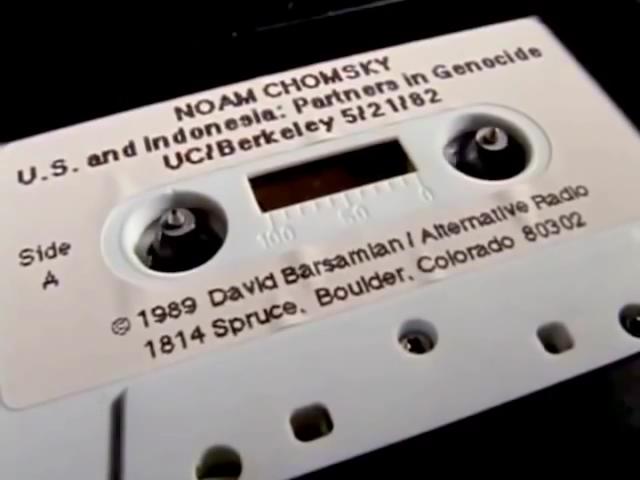 NOAM CHOMSKY
U.S. and Indonesia: Partners in Genocide
UC/Berkeley 5/21/82
100 50 0
Side
A
© 1989 David Barsamian / Alternative Radio
1814 Spruce, Boulder, Colorado 80302